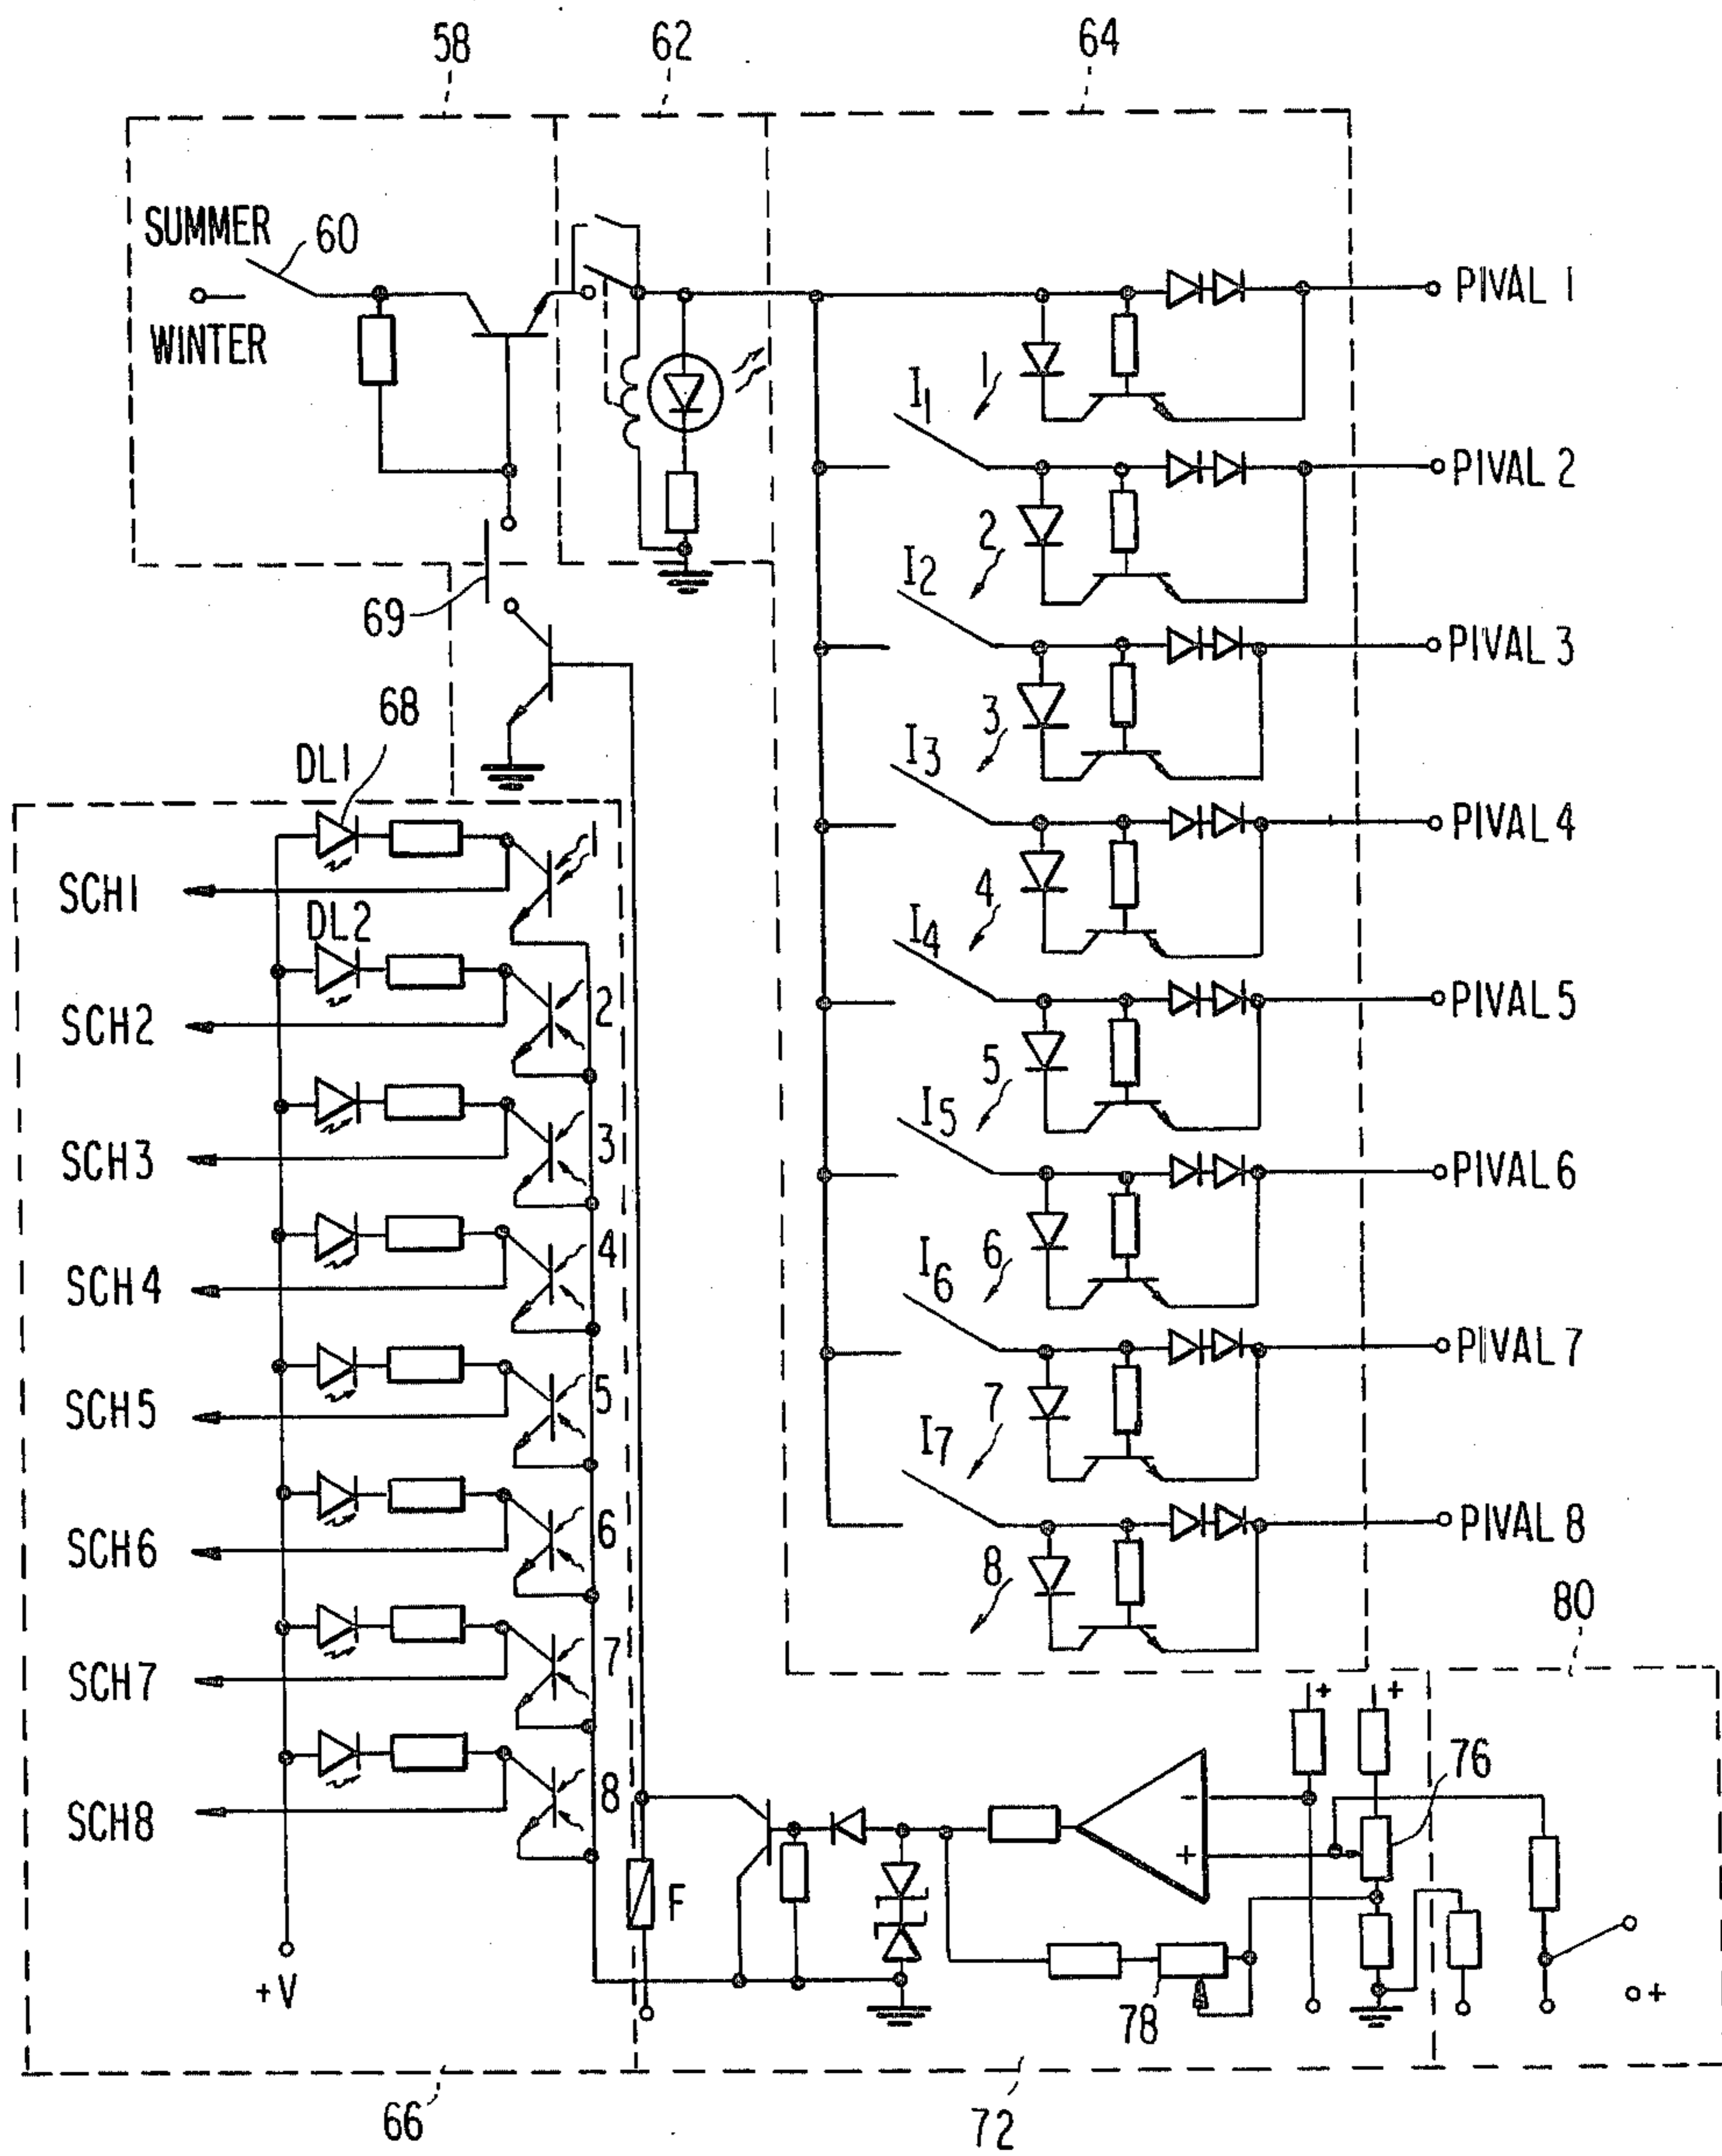 58 62 64
SUMMER 60
WINTER
PIVAL 1
1
I1
PIVAL 2
2
I2
69
PIVAL 3
3
I3
68
DL1
PIVAL 4
4
I4
1
SCH1
DL2
PIVAL 5
5
I5
2
SCH2
3
SCH3
PIVAL 6
6
I6
4
SCH4
PIVAL 7
7
I7
5
SCH5
PIVAL 8
8
6
SCH6
80
7
SCH7
+ +
76
8
SCH8
-
+
F
+V
78
+
66 72